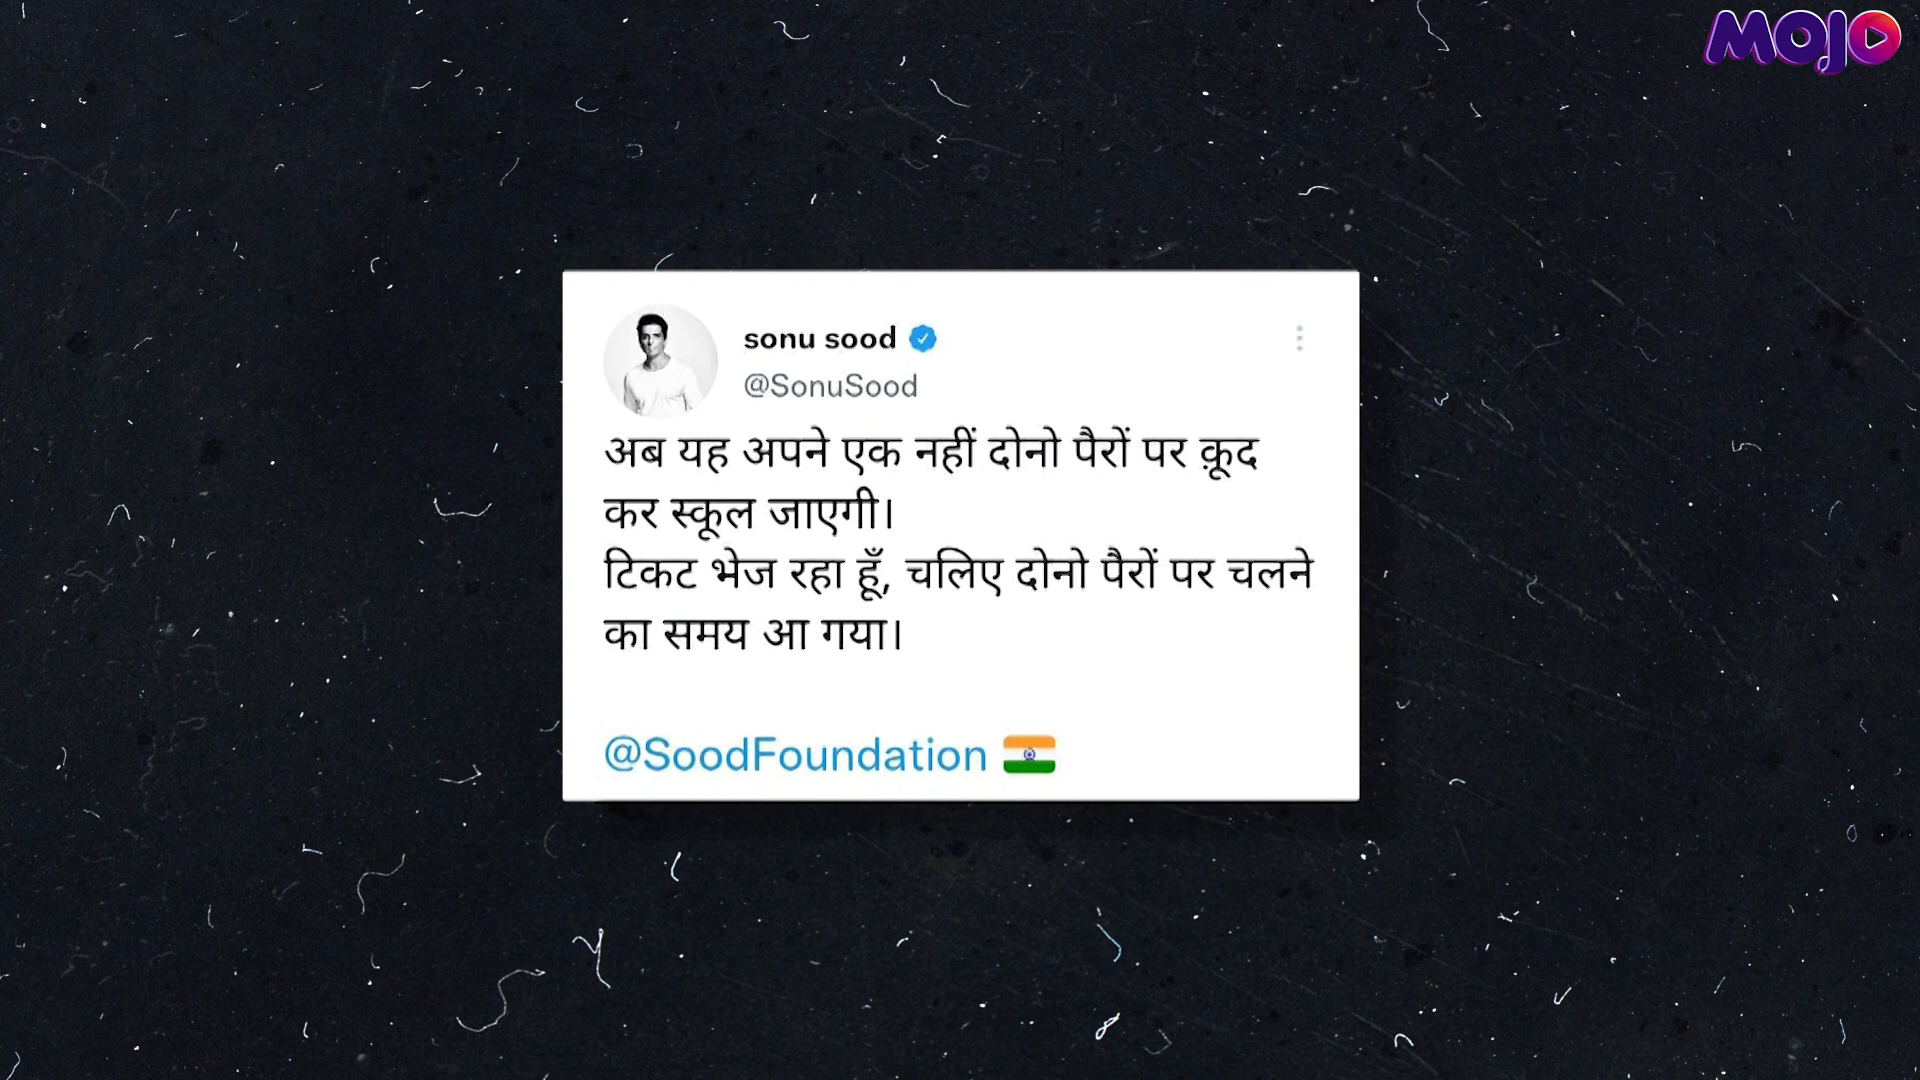 MOJO
sonu sood
@SonuSood
अब यह अपने एक नहीं दोनो पैरों पर क़ूद
कर स्कूल जाएगी।
टिकट भेज रहा हूँ, चलिए दोनो पैरों पर चलने
का समय आ गया।
@SoodFoundation 🇮🇳